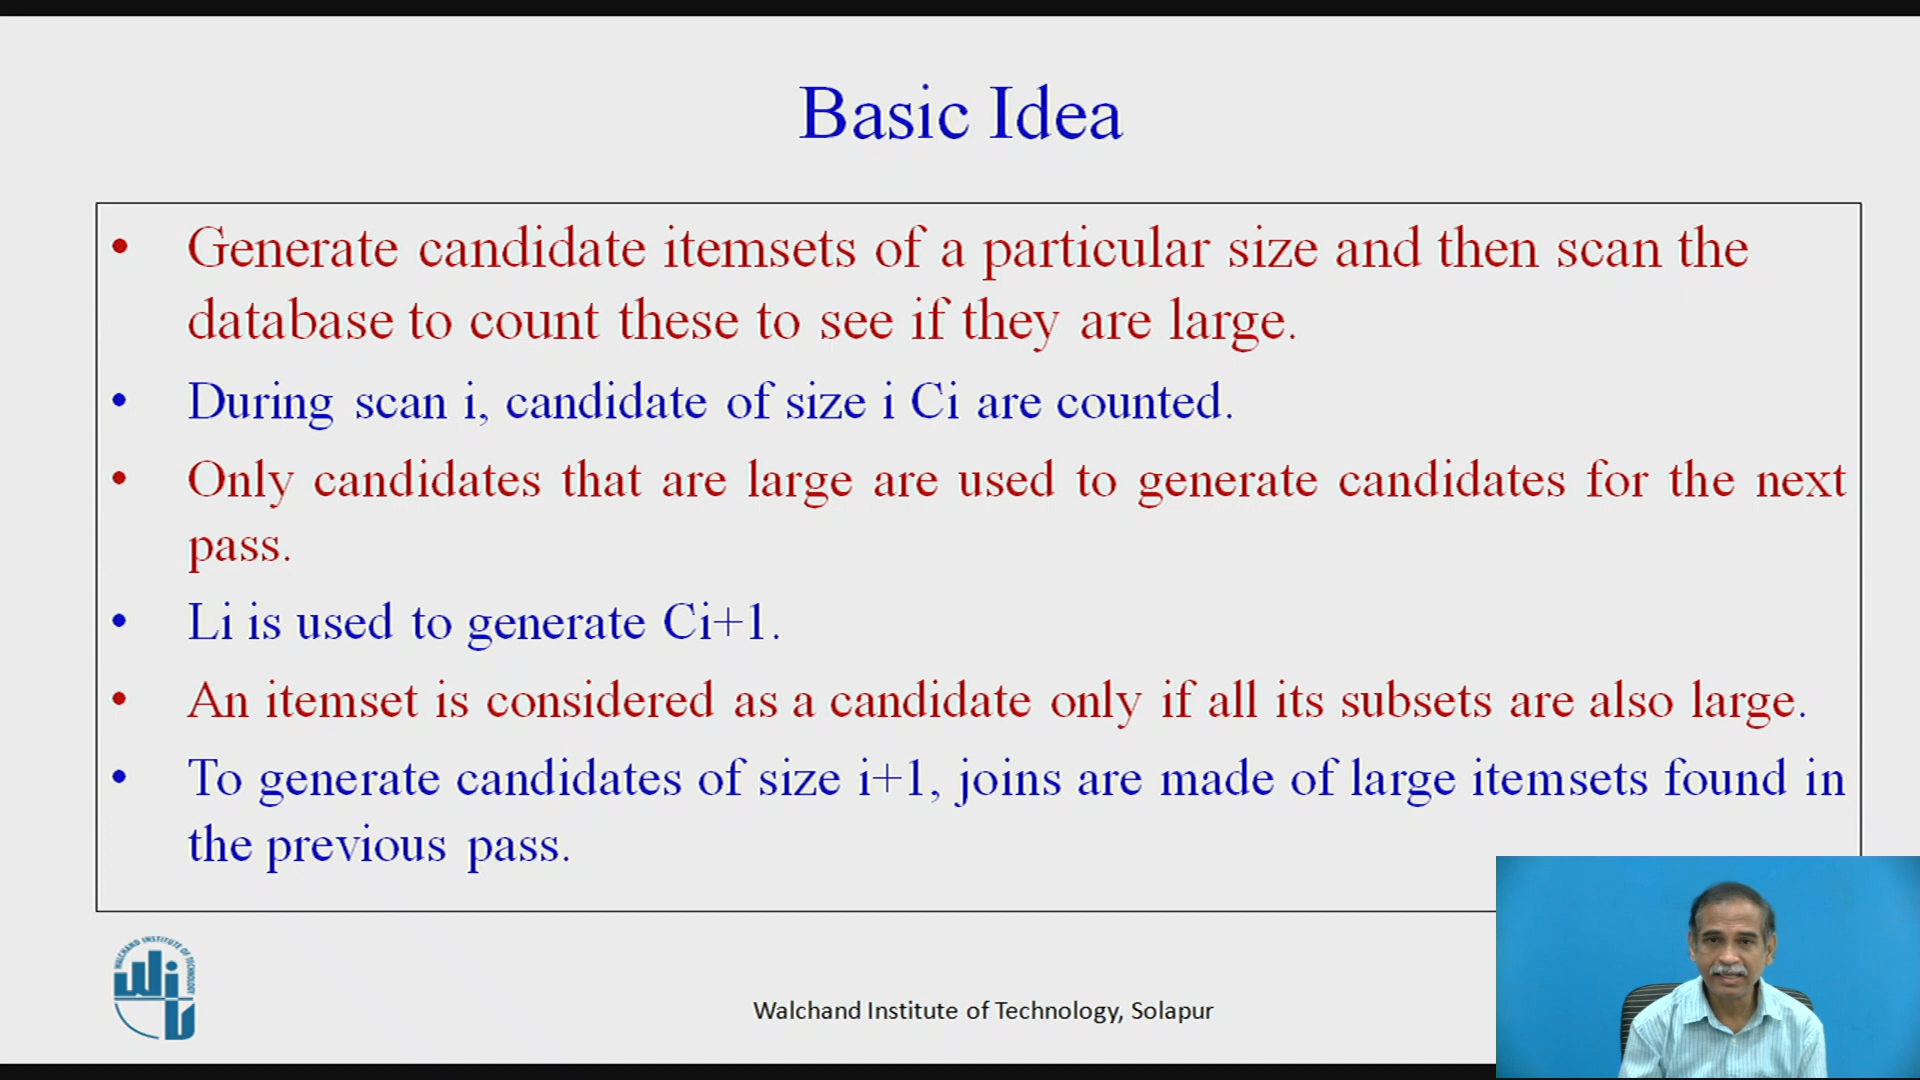 Basic Idea
• Generate candidate itemsets of a particular size and then scan the
database to count these to see if they are large.
• During scan i, candidate of size i Ci are counted.
• Only candidates that are large are used to generate candidates for the next
pass.
• Li is used to generate Ci+1.
• An itemset is considered as a candidate only if all its subsets are also large.
• To generate candidates of size i+1, joins are made of large itemsets found in
the previous pass.
WALCHAND INSTITUTE OF TECHNOLOGY
Walchand Institute of Technology, Solapur